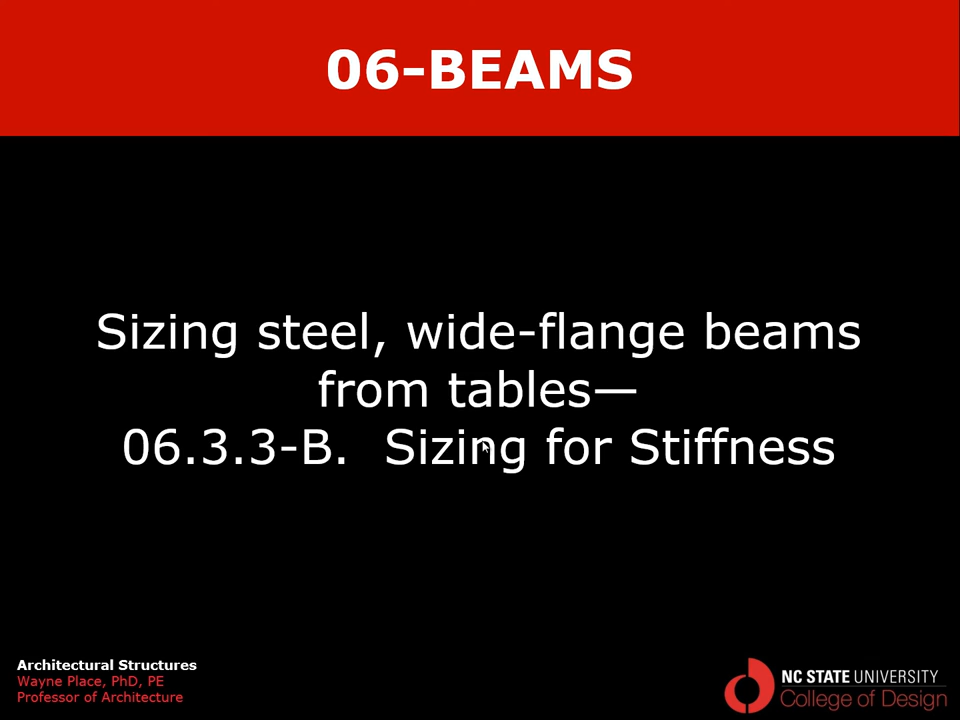 06-BEAMS
Sizing steel, wide-flange beams
from tables—
06.3.3-B. Sizing for Stiffness
Architectural Structures
Wayne Place, PhD, PE
Professor of Architecture
NC STATE UNIVERSITY
College of Design